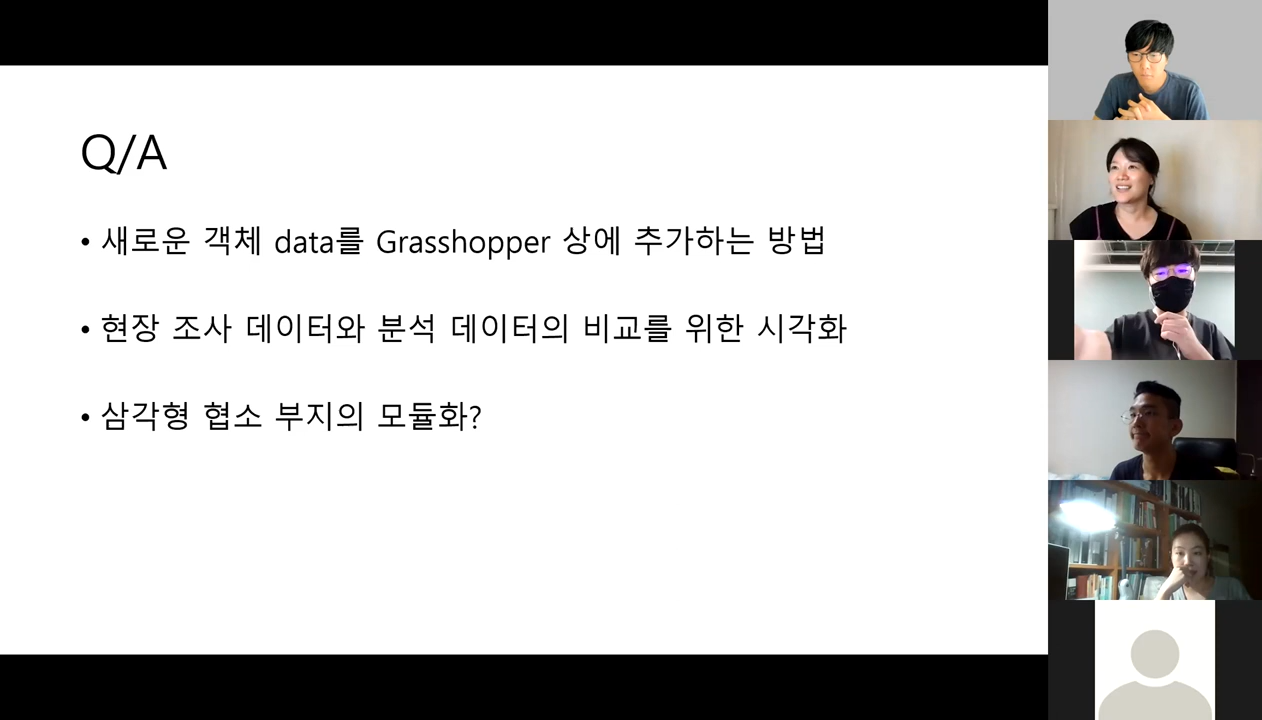 Q/A
• 새로운 객체 data를 Grasshopper 상에 추가하는 방법
• 현장 조사 데이터와 분석 데이터의 비교를 위한 시각화
• 삼각형 협소 부지의 모듈화?